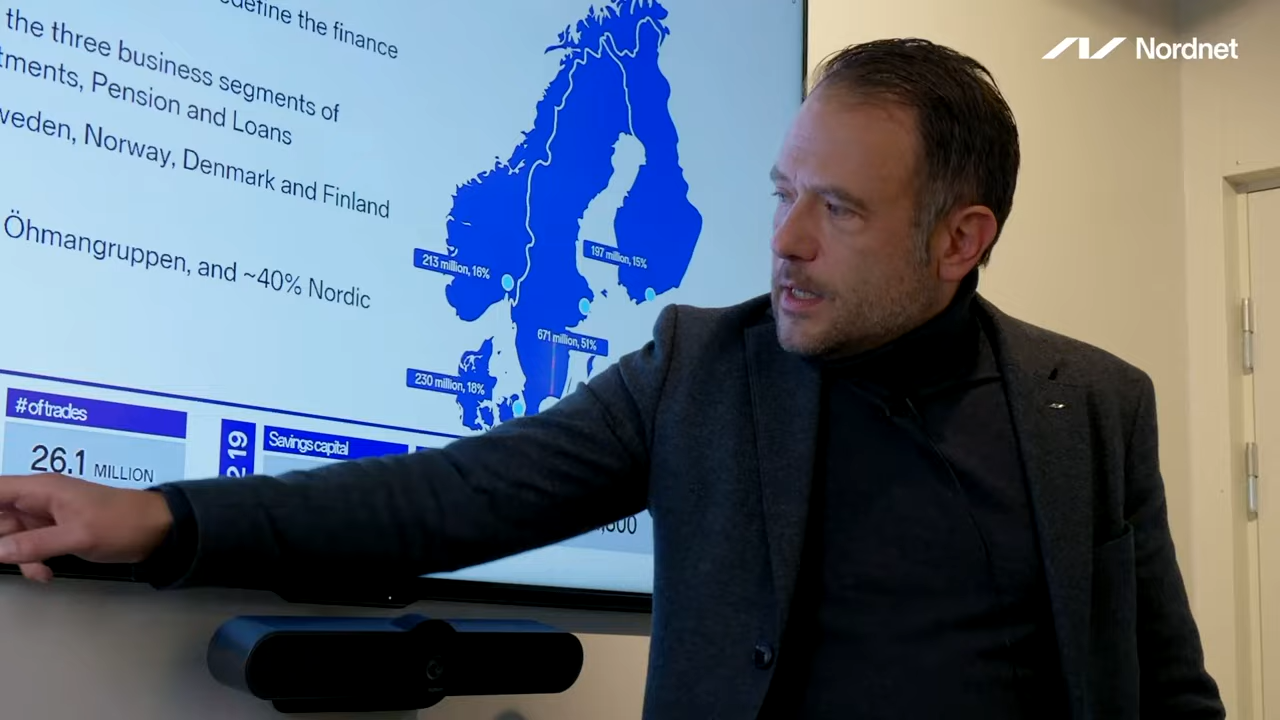 Nordnet
define the finance
the three business segments of
tments, Pension and Loans
weden, Norway, Denmark and Finland
Öhmangruppen, and ~40% Nordic
213 million, 16%
197 million, 15%
671 million, 51%
230 million, 18%
# of trades
26.1 MILLION
219
Savings capital